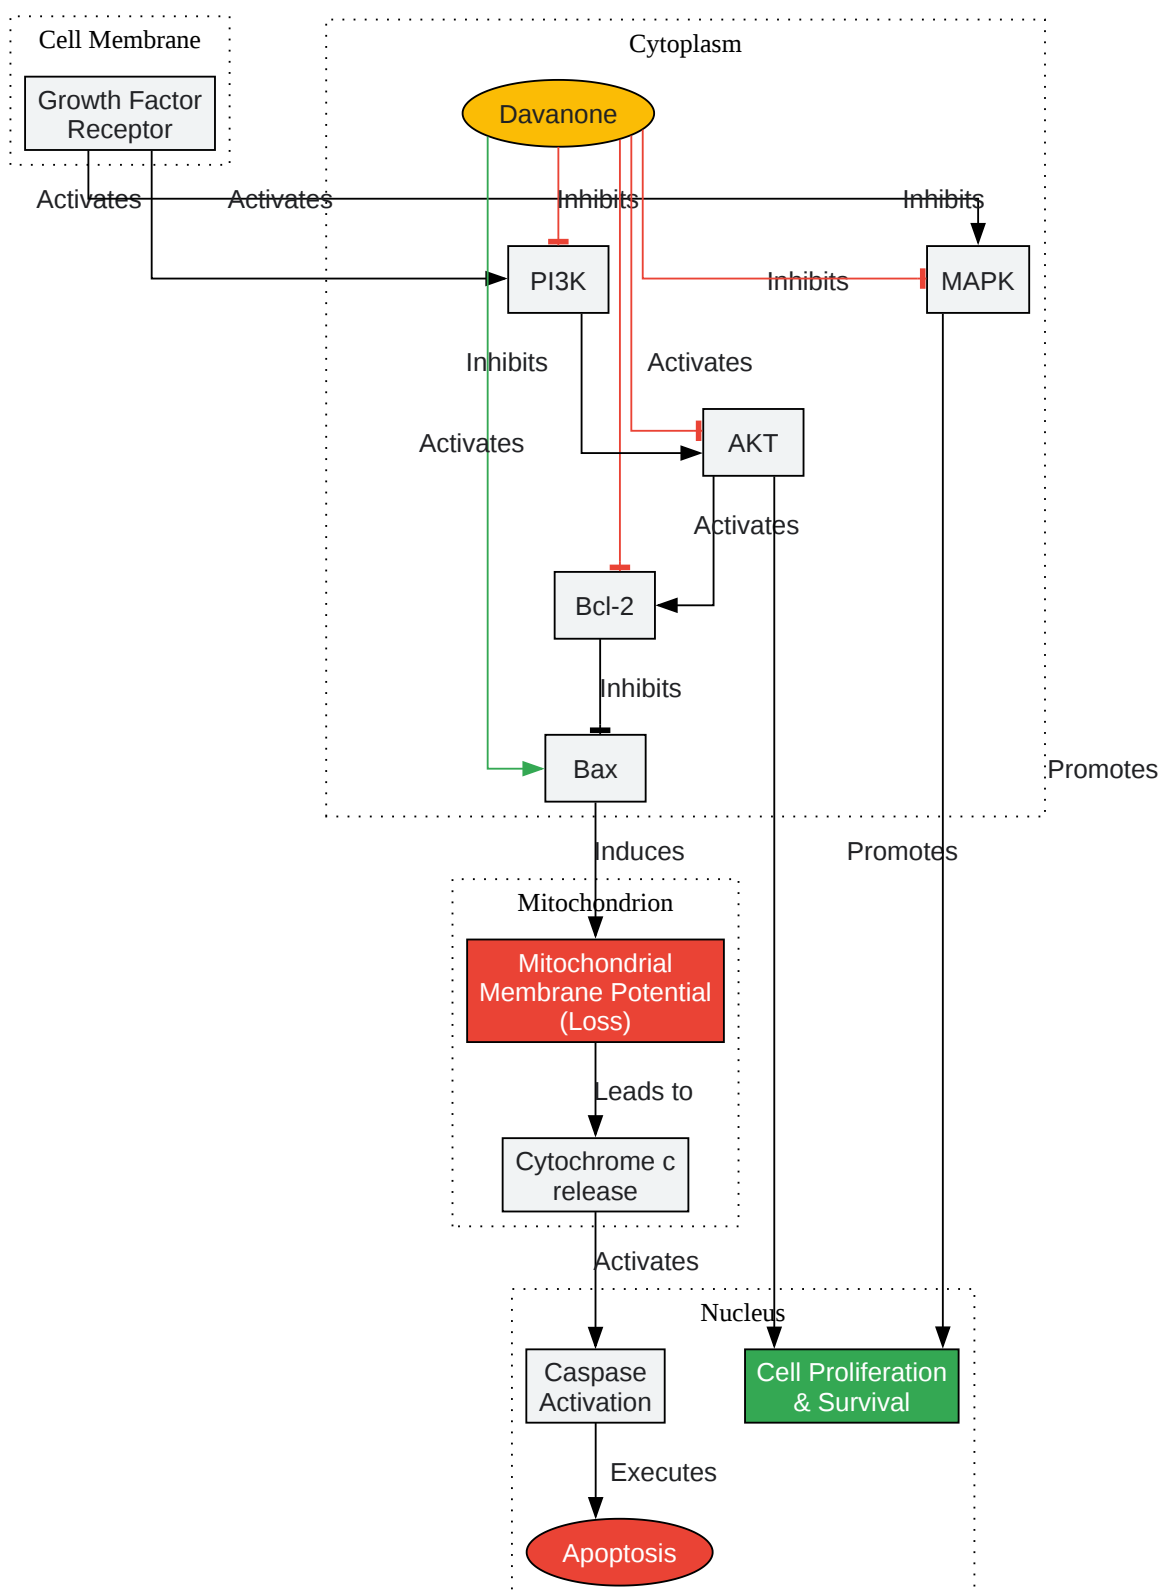 Cell Membrane
Cytoplasm
Growth Factor
Receptor
Davanone
Activates
Activates
Inhibits
Inhibits
PI3K
Inhibits
MAPK
Inhibits
Activates
Activates
AKT
Activates
Bcl-2
Inhibits
Bax
Promotes
Induces
Promotes
Mitochondrion
Mitochondrial
Membrane Potential
(Loss)
Leads to
Cytochrome c
release
Activates
Nucleus
Caspase
Activation
Cell Proliferation
& Survival
Executes
Apoptosis